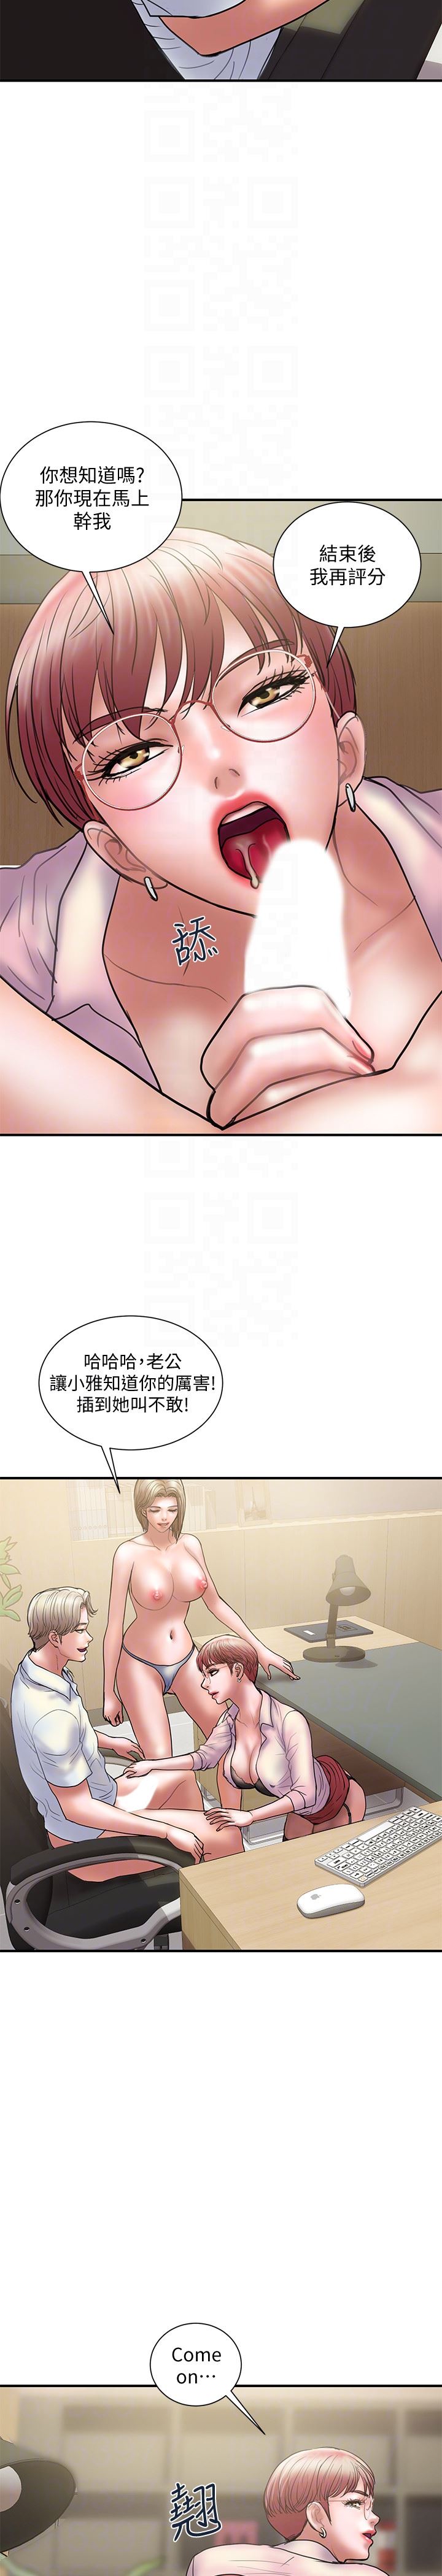 你想知道嗎?
那你現在馬上
幹我
結束後
我再評分
舔
哈哈哈,老公
讓小雅知道你的厲害!
插到她叫不敢!
Come
on⋯
翹